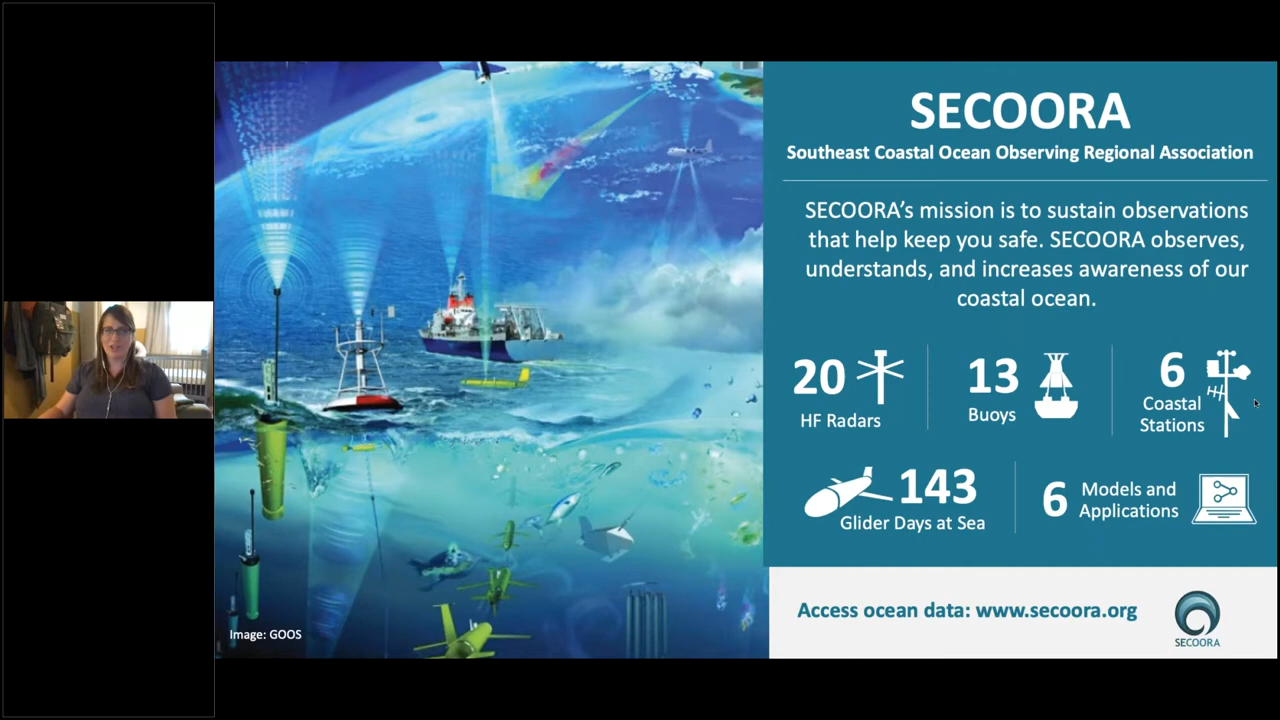 SECOORA
Southeast Coastal Ocean Observing Regional Association
SECOORA’s mission is to sustain observations
that help keep you safe. SECOORA observes,
understands, and increases awareness of our
coastal ocean.
20
HF Radars
13
Buoys
6
Coastal
Stations
143
Glider Days at Sea
6
Models and
Applications
Access ocean data: www.secoora.org
SECOORA
Image: GOOS